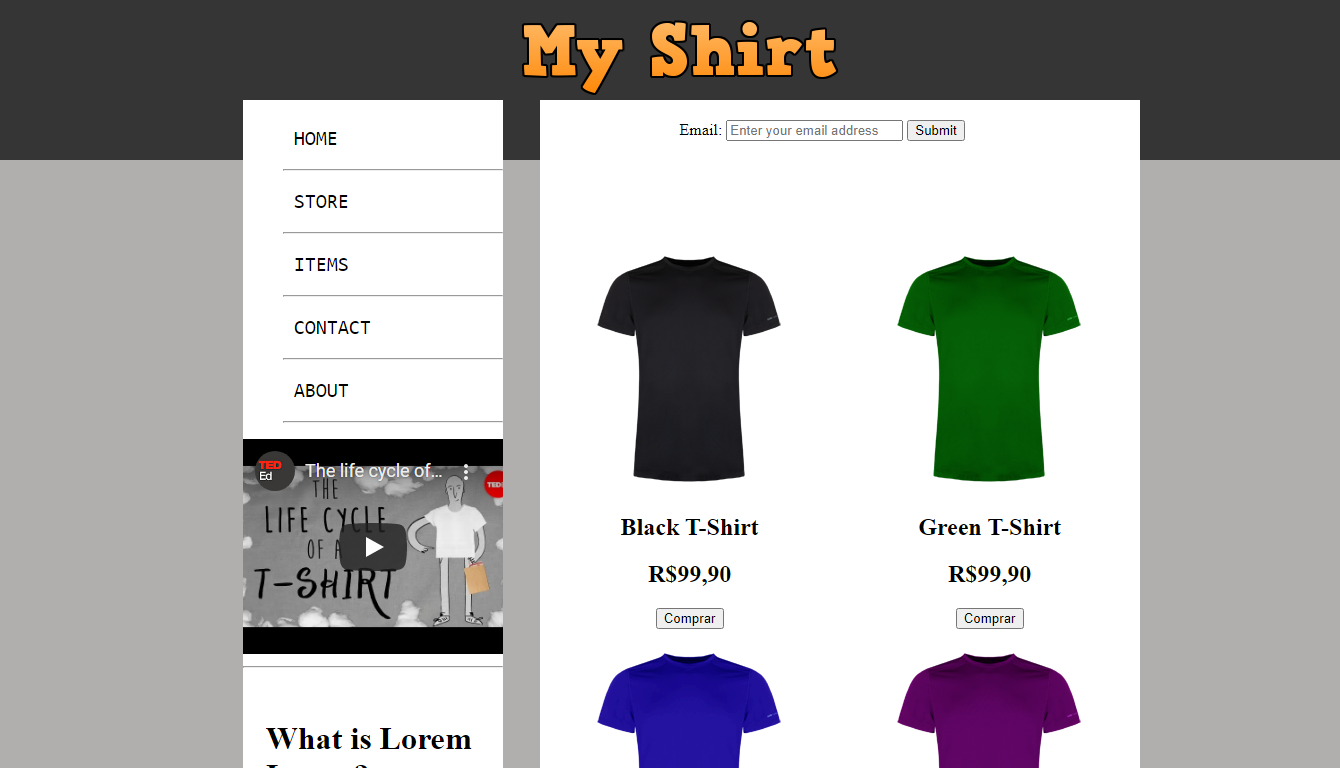 My Shirt
HOME
STORE
ITEMS
CONTACT
ABOUT
TED
Ed
The life cycle of...
TED
THE
LIFE CYCLE
OF A
T-SHIRT
What is Lorem
Email: Enter your email address Submit
Black T-Shirt
R$99,90
Comprar
Green T-Shirt
R$99,90
Comprar